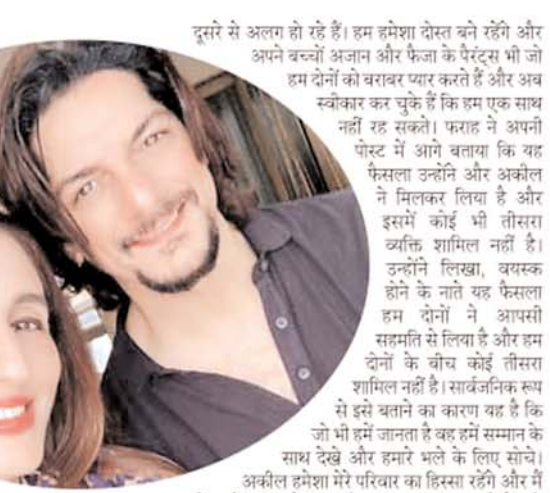 दूसरे से अलग हो रहे हैं। हम हमेशा दोस्त बने रहेंगे और
अपने बच्चों अजान और फैजा के पैरंट्स भी जो
हम दोनों को बराबर प्यार करते हैं और अब
स्वीकार कर चुके हैं कि हम एक साथ
नहीं रह सकते। फराह ने अपनी
पोस्ट में आगे बताया कि यह
फैसला उन्होंने और अकील
ने मिलकर लिया है और
इसमें कोई भी तीसरा
व्यक्ति शामिल नहीं है।
उन्होंने लिखा, वयस्क
होने के नाते यह फैसला
हम दोनों ने आपसी
सहमति से लिया है और हम
दोनों के बीच कोई तीसरा
शामिल नहीं है। सार्वजनिक रूप
से इसे बताने का कारण यह है कि
जो भी हमें जानता है वह हमें सम्मान के
साथ देखे और हमारे भले के लिए सोचे।
अकील हमेशा मेरे परिवार का हिस्सा रहेंगे और मैं